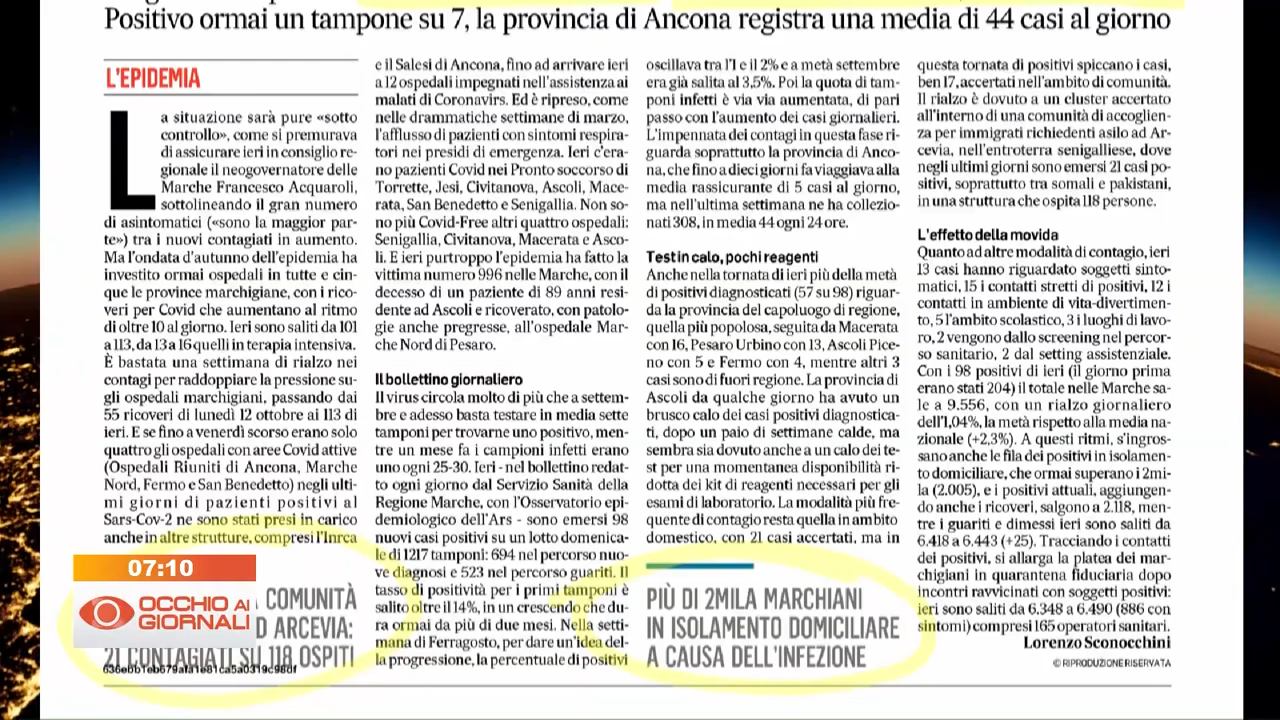 Positivo ormai un tampone su 7, la provincia di Ancona registra una media di 44 casi al giorno
L'EPIDEMIA
La situazione sarà pure «sotto
controllo», come si premurava
di assicurare ieri in consiglio re-
gionale il neogovernatore delle
Marche Francesco Acquaroli,
sottolineando il gran numero
di asintomatici («sono la maggior par-
te») tra i nuovi contagiati in aumento.
Ma l'ondata d'autunno dell'epidemia ha
investito ormai ospedali in tutte e cin-
que le province marchigiane, con i rico-
veri per Covid che aumentano al ritmo
di oltre 10 al giorno. Ieri sono saliti da 101
a 113, da 13 a 16 quelli in terapia intensiva.
È bastata una settimana di rialzo nei
contagi per raddoppiare la pressione su-
gli ospedali marchigiani, passando dai
55 ricoveri di lunedì 12 ottobre ai 113 di
ieri. E se fino a venerdì scorso erano solo
quattro gli ospedali con aree Covid attive
(Ospedali Riuniti di Ancona, Marche
Nord, Fermo e San Benedetto) negli ulti-
mi giorni di pazienti positivi al
Sars-Cov-2 ne sono stati presi in carico
anche in altre strutture, compresi l'Inrca
07:10
OCCHIO AI
GIORNALI
COMUNITÀ
D ARCEVIA:
21 CONTAGIATI SU 118 OSPITI
636ebb1eb679afa1e81ca5a0319c98df
e il Salesi di Ancona, fino ad arrivare ieri
a 12 ospedali impegnati nell'assistenza ai
malati di Coronavirs. Ed è ripreso, come
nelle drammatiche settimane di marzo,
l'afflusso di pazienti con sintomi respira-
tori nei presidi di emergenza. Ieri c'era-
no pazienti Covid nei Pronto soccorso di
Torrette, Jesi, Civitanova, Ascoli, Mace-
rata, San Benedetto e Senigallia. Non so-
no più Covid-Free altri quattro ospedali:
Senigallia, Civitanova, Macerata e Asco-
li. E ieri purtroppo l'epidemia ha fatto la
vittima numero 996 nelle Marche, con il
decesso di un paziente di 89 anni resi-
dente ad Ascoli e ricoverato, con patolo-
gie anche pregresse, all'ospedale Mar-
che Nord di Pesaro.
Il bollettino giornaliero
Il virus circola molto di più che a settem-
bre e adesso basta testare in media sette
tamponi per trovarne uno positivo, men-
tre un mese fa i campioni infetti erano
uno ogni 25-30. Ieri - nel bollettino redat-
to ogni giorno dal Servizio Sanità della
Regione Marche, con l'Osservatorio epi-
demiologico dell'Ars - sono emersi 98
nuovi casi positivi su un lotto domenica-
le di 1217 tamponi: 694 nel percorso nuo-
ve diagnosi e 523 nel percorso guariti. Il
tasso di positività per i primi tamponi è
salito oltre il 14%, in un crescendo che du-
ra ormai da più di due mesi. Nella setti-
mana di Ferragosto, per dare un'idea del-
la progressione, la percentuale di positivi
oscillava tra l'1 e il 2% e a metà settembre
era già salita al 3,5%. Poi la quota di tam-
poni infetti è via via aumentata, di pari
passo con l'aumento dei casi giornalieri.
L'impennata dei contagi in questa fase ri-
guarda soprattutto la provincia di Anco-
na, che fino a dieci giorni fa viaggiava alla
media rassicurante di 5 casi al giorno,
ma nell'ultima settimana ne ha collezio-
nati 308, in media 44 ogni 24 ore.
Test in calo, pochi reagenti
Anche nella tornata di ieri più della metà
di positivi diagnosticati (57 su 98) riguar-
da la provincia del capoluogo di regione,
quella più popolosa, seguita da Macerata
con 16, Pesaro Urbino con 13, Ascoli Pice-
no con 5 e Fermo con 4, mentre altri 3
casi sono di fuori regione. La provincia di
Ascoli da qualche giorno ha avuto un
brusco calo dei casi positivi diagnostica-
ti, dopo un paio di settimane calde, ma
sembra sia dovuto anche a un calo dei te-
st per una momentanea disponibilità ri-
dotta dei kit di reagenti necessari per gli
esami di laboratorio. La modalità più fre-
quente di contagio resta quella in ambito
domestico, con 21 casi accertati, ma in
PIÙ DI 2MILA MARCHIANI
IN ISOLAMENTO DOMICILIARE
A CAUSA DELL'INFEZIONE
questa tornata di positivi spiccano i casi,
ben 17, accertati nell'ambito di comunità.
Il rialzo è dovuto a un cluster accertato
all'interno di una comunità di accoglien-
za per immigrati richiedenti asilo ad Ar-
cevia, nell'entroterra senigalliese, dove
negli ultimi giorni sono emersi 21 casi po-
sitivi, soprattutto tra somali e pakistani,
in una struttura che ospita 118 persone.
L'effetto della movida
Quanto ad altre modalità di contagio, ieri
13 casi hanno riguardato soggetti sinto-
matici, 15 i contatti stretti di positivi, 12 i
contatti in ambiente di vita-divertimen-
to, 5 l'ambito scolastico, 3 i luoghi di lavo-
ro, 2 vengono dallo screening nel percor-
so sanitario, 2 dal setting assistenziale.
Con i 98 positivi di ieri (il giorno prima
erano stati 204) il totale nelle Marche sa-
le a 9.556, con un rialzo giornaliero
dell'1,04%, la metà rispetto alla media na-
zionale (+2,3%). A questi ritmi, s'ingros-
sano anche le fila dei positivi in isolamen-
to domiciliare, che ormai superano i 2mi-
la (2.005), e i positivi attuali, aggiungen-
do anche i ricoveri, salgono a 2.118, men-
tre i guariti e dimessi ieri sono saliti da
6.418 a 6.443 (+25). Tracciando i contatti
dei positivi, si allarga la platea dei mar-
chigiani in quarantena fiduciaria dopo
incontri ravvicinati con soggetti positivi:
ieri sono saliti da 6.348 a 6.490 (886 con
sintomi) compresi 165 operatori sanitari.
Lorenzo Sconocchini
© RIPRODUZIONE RISERVATA